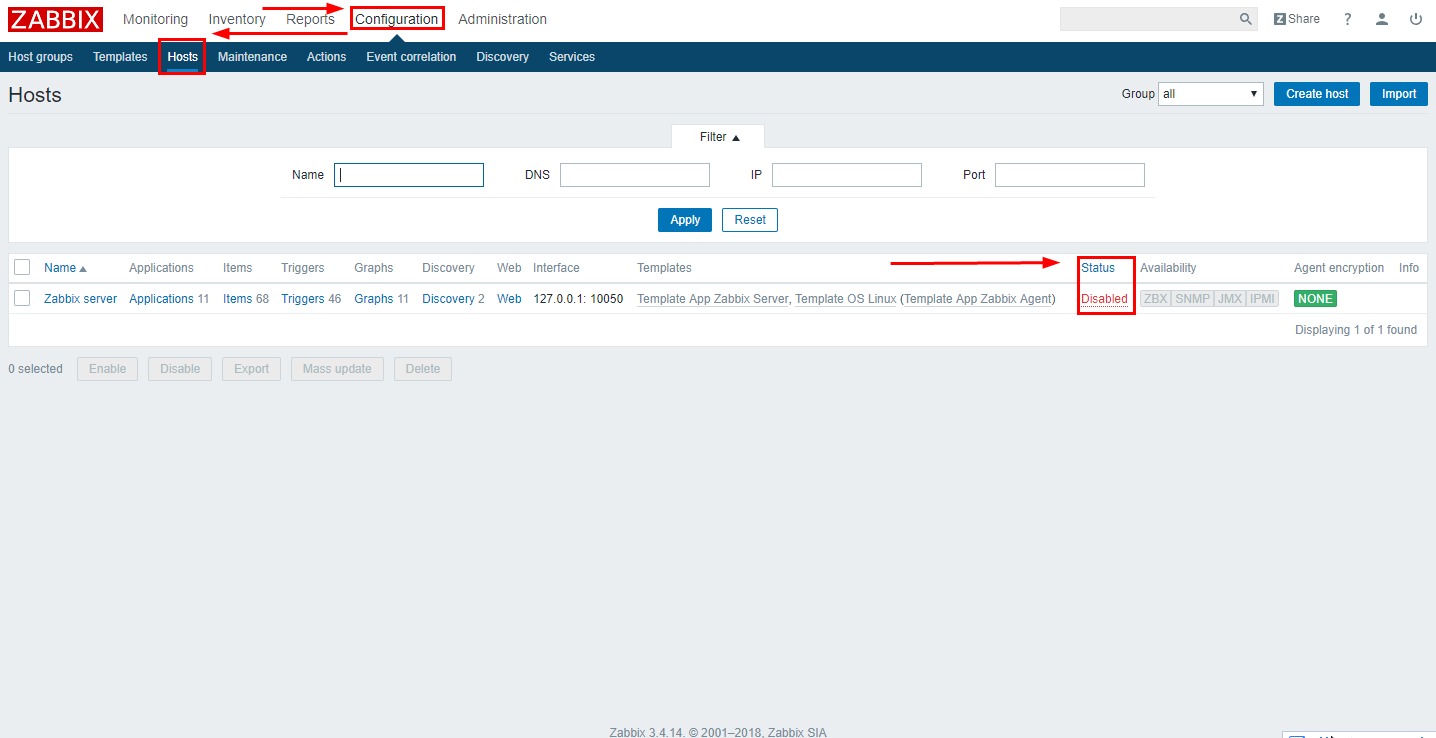 ZABBIX Monitoring Inventory Reports Configuration Administration Share ?
Host groups Templates Hosts Maintenance Actions Event correlation Discovery Services
Hosts Group all Create host Import
Filter
Name DNS IP Port
Apply Reset
Name Applications Items Triggers Graphs Discovery Web Interface Templates Status Availability Agent encryption Info
Zabbix server Applications 11 Items 68 Triggers 46 Graphs 11 Discovery 2 Web 127.0.0.1: 10050 Template App Zabbix Server, Template OS Linux (Template App Zabbix Agent) Disabled ZBX SNMP JMX IPMI NONE
Displaying 1 of 1 found
0 selected Enable Disable Export Mass update Delete
Zabbix 3.4.14. © 2001–2018, Zabbix SIA